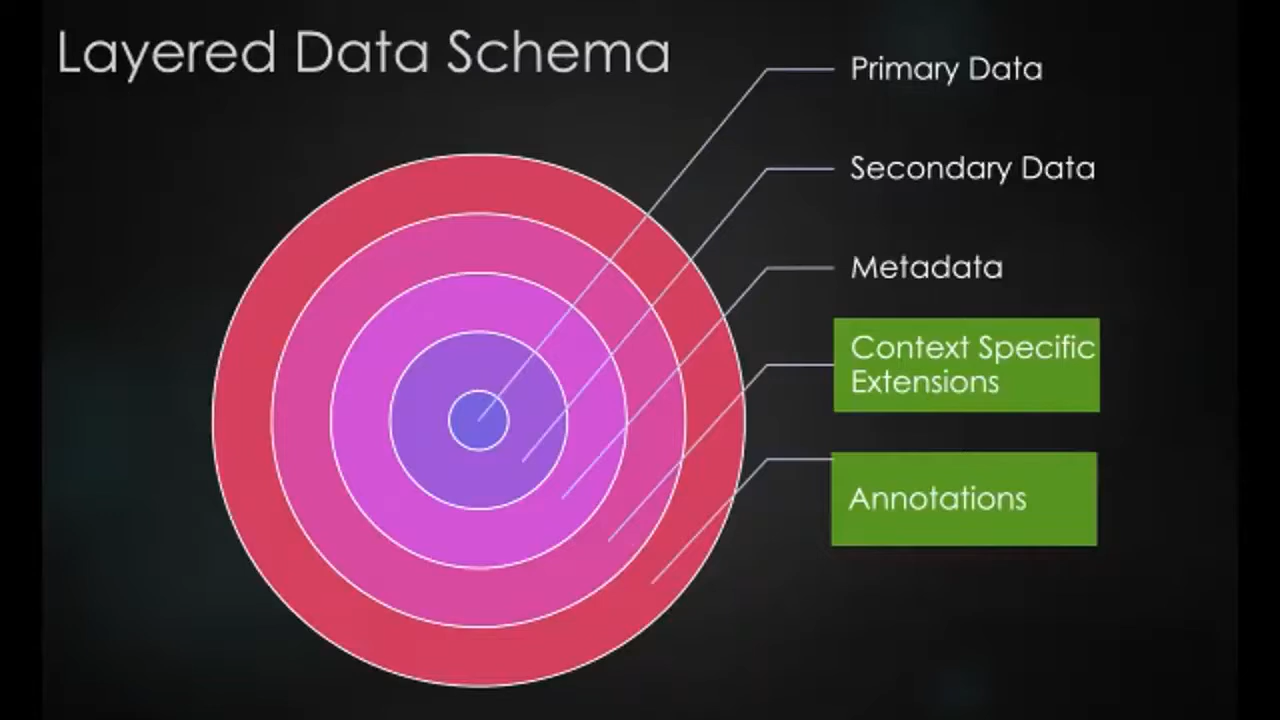 Layered Data Schema
Primary Data
Secondary Data
Metadata
Context Specific
Extensions
Annotations